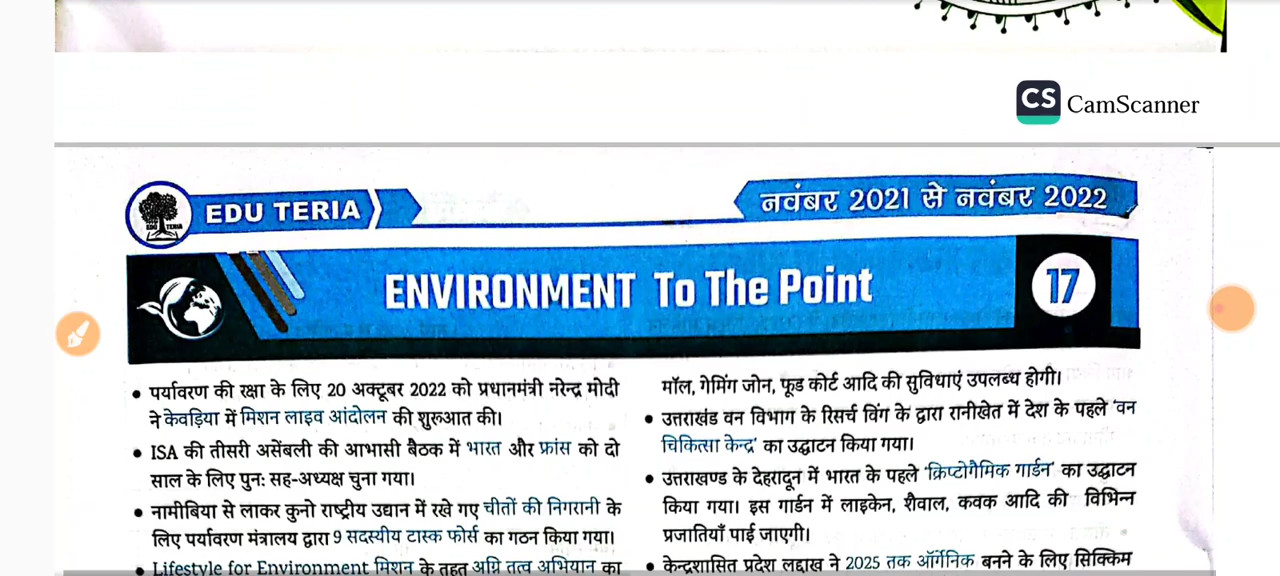 CS CamScanner
EDU TERIA
नवंबर 2021 से नवंबर 2022
ENVIRONMENT To The Point
17
• पर्यावरण की रक्षा के लिए 20 अक्टूबर 2022 को प्रधानमंत्री नरेन्द्र मोदी
ने केवड़िया में मिशन लाइव आंदोलन की शुरूआत की।
• ISA की तीसरी असेंबली की आभासी बैठक में भारत और फ्रांस को दो
साल के लिए पुनः सह-अध्यक्ष चुना गया।
• नामीबिया से लाकर कुनो राष्ट्रीय उद्यान में रखे गए चीतों की निगरानी के
लिए पर्यावरण मंत्रालय द्वारा 9 सदस्यीय टास्क फोर्स का गठन किया गया।
• Lifestyle for Environment मिशन के तहत अग्नि तत्व अभियान का
मॉल, गेमिंग जोन, फूड कोर्ट आदि की सुविधाएं उपलब्ध होगी।
• उत्तराखंड वन विभाग के रिसर्च विंग के द्वारा रानीखेत में देश के पहले 'वन
चिकित्सा केन्द्र' का उद्घाटन किया गया।
• उत्तराखण्ड के देहरादून में भारत के पहले 'क्रिप्टोगैमिक गार्डन' का उद्घाटन
किया गया। इस गार्डन में लाइकेन, शैवाल, कवक आदि की विभिन्न
प्रजातियाँ पाई जाएगी।
• केन्द्रशासित प्रदेश लद्दाख ने 2025 तक ऑर्गेनिक बनने के लिए सिक्किम